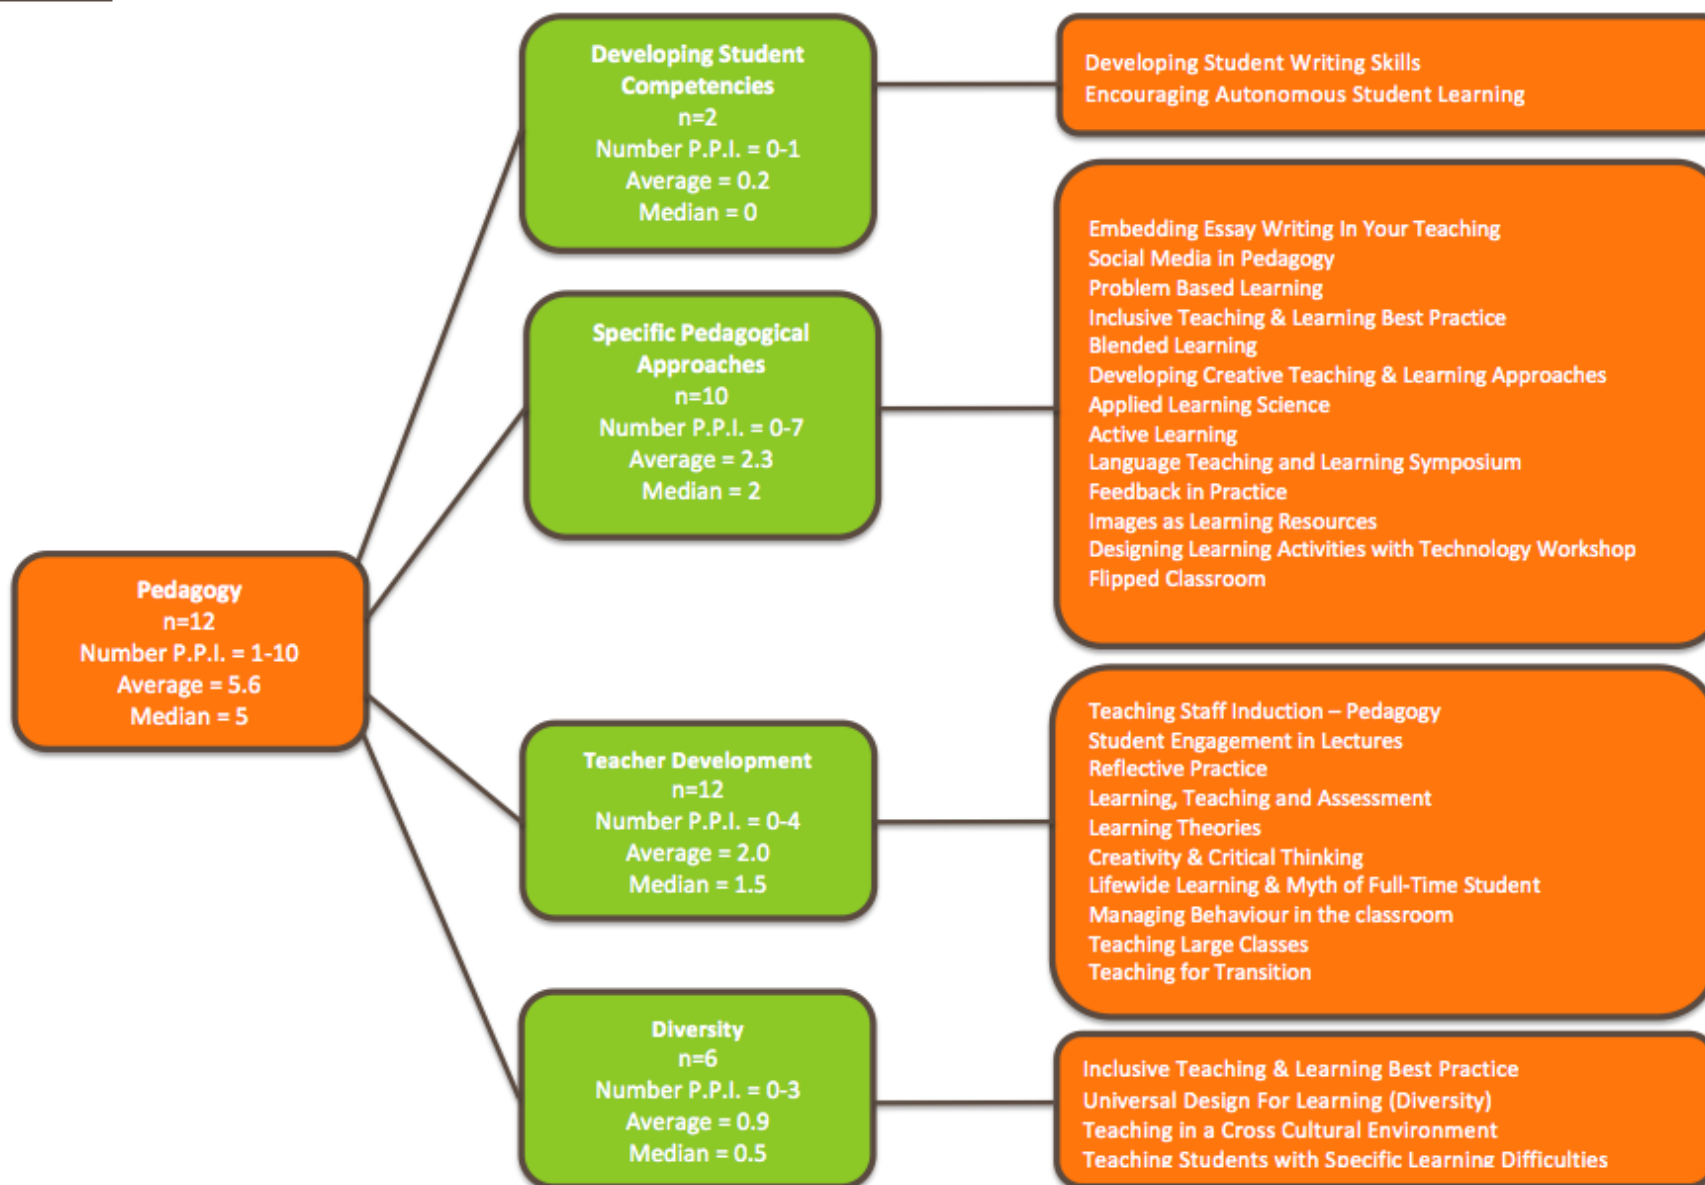 Pedagogy
n=12
Number P.P.I. = 1-10
Average = 5.6
Median = 5
Developing Student
Competencies
n=2
Number P.P.I. = 0-1
Average = 0.2
Median = 0
Developing Student Writing Skills
Encouraging Autonomous Student Learning
Specific Pedagogical
Approaches
n=10
Number P.P.I. = 0-7
Average = 2.3
Median = 2
Embedding Essay Writing In Your Teaching
Social Media in Pedagogy
Problem Based Learning
Inclusive Teaching & Learning Best Practice
Blended Learning
Developing Creative Teaching & Learning Approaches
Applied Learning Science
Active Learning
Language Teaching and Learning Symposium
Feedback in Practice
Images as Learning Resources
Designing Learning Activities with Technology Workshop
Flipped Classroom
Teacher Development
n=12
Number P.P.I. = 0-4
Average = 2.0
Median = 1.5
Teaching Staff Induction – Pedagogy
Student Engagement in Lectures
Reflective Practice
Learning, Teaching and Assessment
Learning Theories
Creativity & Critical Thinking
Lifewide Learning & Myth of Full-Time Student
Managing Behaviour in the classroom
Teaching Large Classes
Teaching for Transition
Diversity
n=6
Number P.P.I. = 0-3
Average = 0.9
Median = 0.5
Inclusive Teaching & Learning Best Practice
Universal Design For Learning (Diversity)
Teaching in a Cross Cultural Environment
Teaching Students with Specific Learning Difficulties